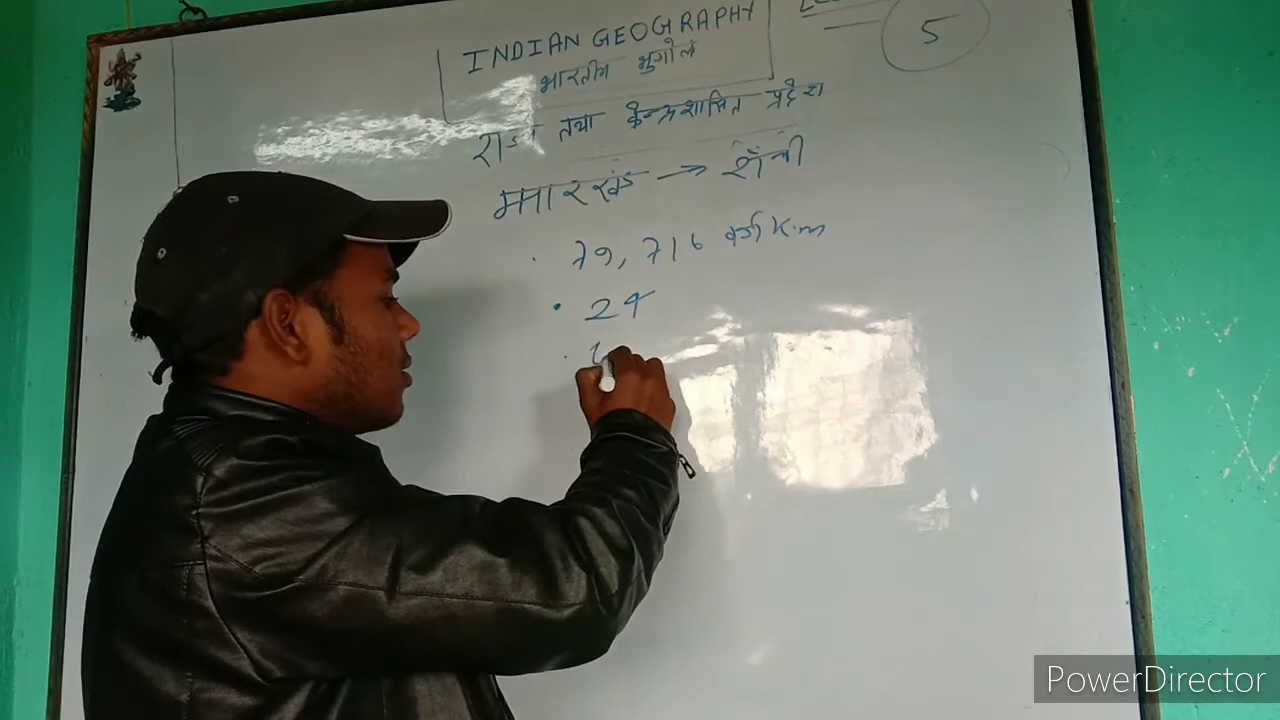 INDIAN GEOGRAPHY
5
भारतीय भुगोल
राज्य तथा केन्द्रशासित प्रदेश
झारखंड → राँची
• 79,716 वर्ग K.m
• 24
PowerDirector